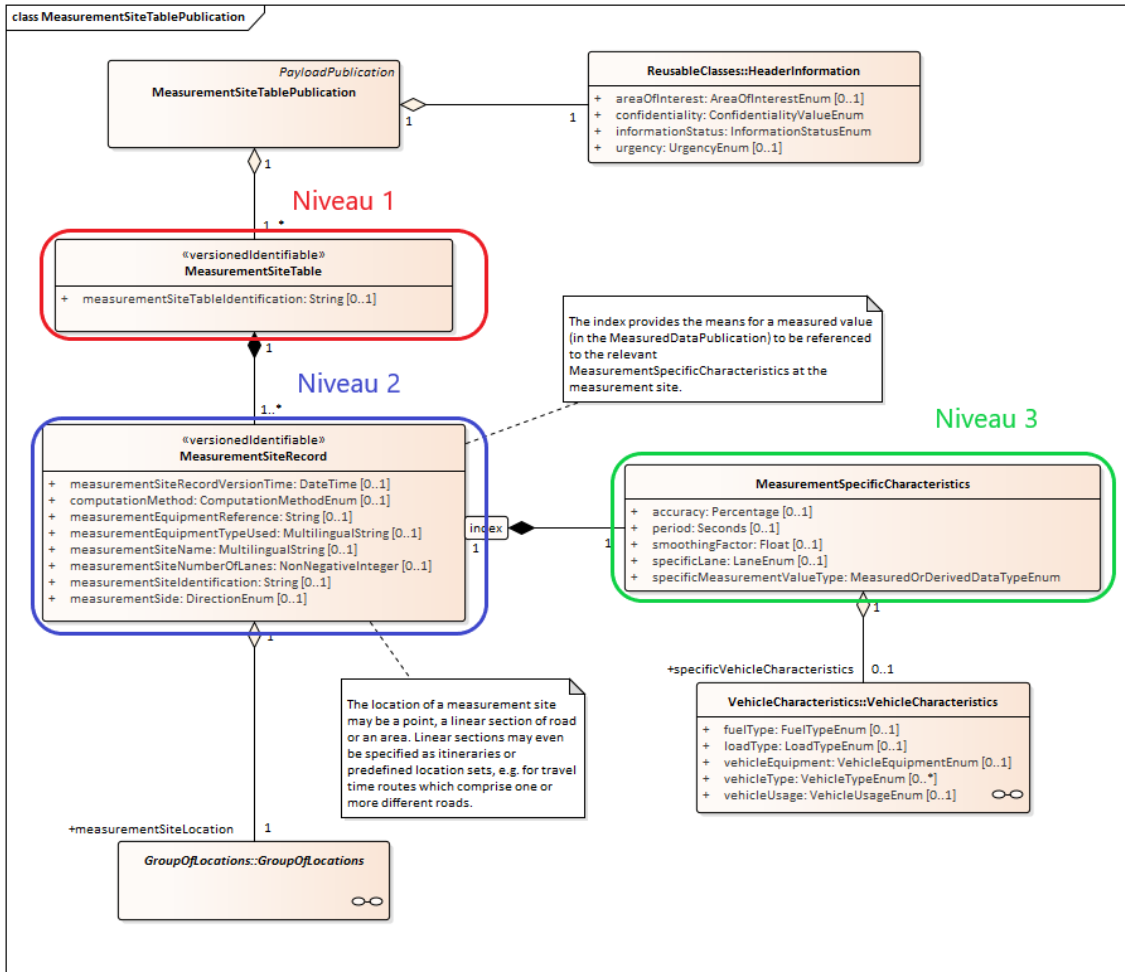 class MeasurementSiteTablePublication
PayloadPublication
MeasurementSiteTablePublication
1
1
1
ReusableClasses::HeaderInformation
+ areaOfInterest: AreaOfInterestEnum [0..1]
+ confidentiality: ConfidentialityValueEnum
+ informationStatus: InformationStatusEnum
+ urgency: UrgencyEnum [0..1]
Niveau 1
1..*
«versionedIdentifiable»
MeasurementSiteTable
+ measurementSiteTableIdentification: String [0..1]
1
The index provides the means for a measured value
(in the MeasuredDataPublication) to be referenced
to the relevant
MeasurementSpecificCharacteristics at the
measurement site.
Niveau 2
1..*
«versionedIdentifiable»
MeasurementSiteRecord
+ measurementSiteRecordVersionTime: DateTime [0..1]
+ computationMethod: ComputationMethodEnum [0..1]
+ measurementEquipmentReference: String [0..1]
+ measurementEquipmentTypeUsed: MultilingualString [0..1]
+ measurementSiteName: MultilingualString [0..1]
+ measurementSiteNumberOfLanes: NonNegativeInteger [0..1]
+ measurementSiteIdentification: String [0..1]
+ measurementSide: DirectionEnum [0..1]
index
1
1
Niveau 3
MeasurementSpecificCharacteristics
+ accuracy: Percentage [0..1]
+ period: Seconds [0..1]
+ smoothingFactor: Float [0..1]
+ specificLane: LaneEnum [0..1]
+ specificMeasurementValueType: MeasuredOrDerivedDataTypeEnum
1
+specificVehicleCharacteristics
0..1
VehicleCharacteristics::VehicleCharacteristics
+ fuelType: FuelTypeEnum [0..1]
+ loadType: LoadTypeEnum [0..1]
+ vehicleEquipment: VehicleEquipmentEnum [0..1]
+ vehicleType: VehicleTypeEnum [0..*]
+ vehicleUsage: VehicleUsageEnum [0..1]
1
The location of a measurement site
may be a point, a linear section of road
or an area. Linear sections may even
be specified as itineraries or
predefined location sets, e.g. for travel
time routes which comprise one or
more different roads.
+measurementSiteLocation
1
GroupOfLocations::GroupOfLocations